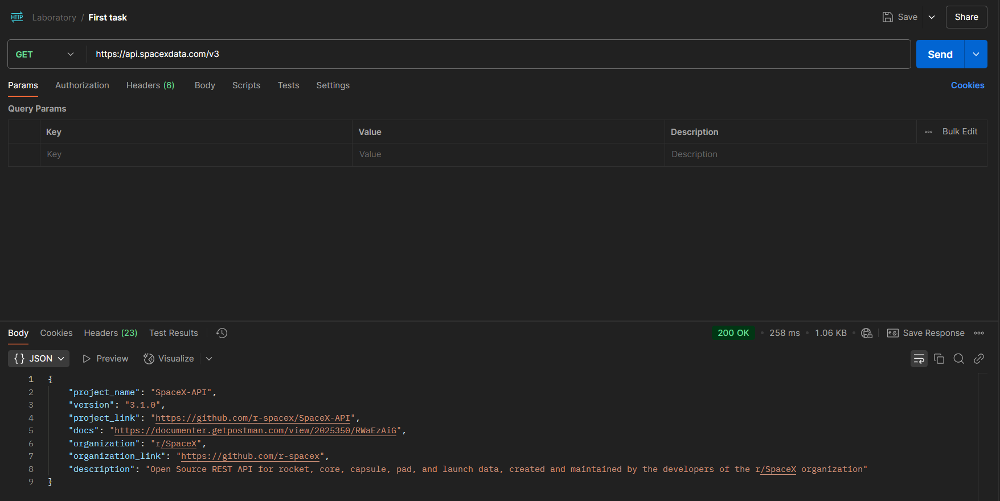 HTTP Laboratory / First task Save Share
GET https://api.spacexdata.com/v3 Send
Params Authorization Headers (6) Body Scripts Tests Settings Cookies
Query Params
Key Value Description Bulk Edit
Key Value Description
Body Cookies Headers (23) Test Results 200 OK • 258 ms • 1.06 KB • e.g. Save Response
{} JSON Preview Visualize
1 {
2 "project_name": "SpaceX-API",
3 "version": "3.1.0",
4 "project_link": "https://github.com/r-spacex/SpaceX-API",
5 "docs": "https://documenter.getpostman.com/view/2025350/RWaEzAiG",
6 "organization": "r/SpaceX",
7 "organization_link": "https://github.com/r-spacex",
8 "description": "Open Source REST API for rocket, core, capsule, pad, and launch data, created and maintained by the developers of the r/SpaceX organization"
9 }